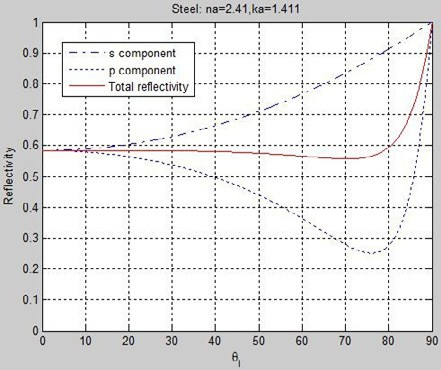 Steel: na=2.41,ka=1.411
1
0.9
0.8
0.7
0.6
0.5
0.4
0.3
0.2
0.1
0
Reflectivity
s component
p component
Total reflectivity
0 10 20 30 40 50 60 70 80 90
θI